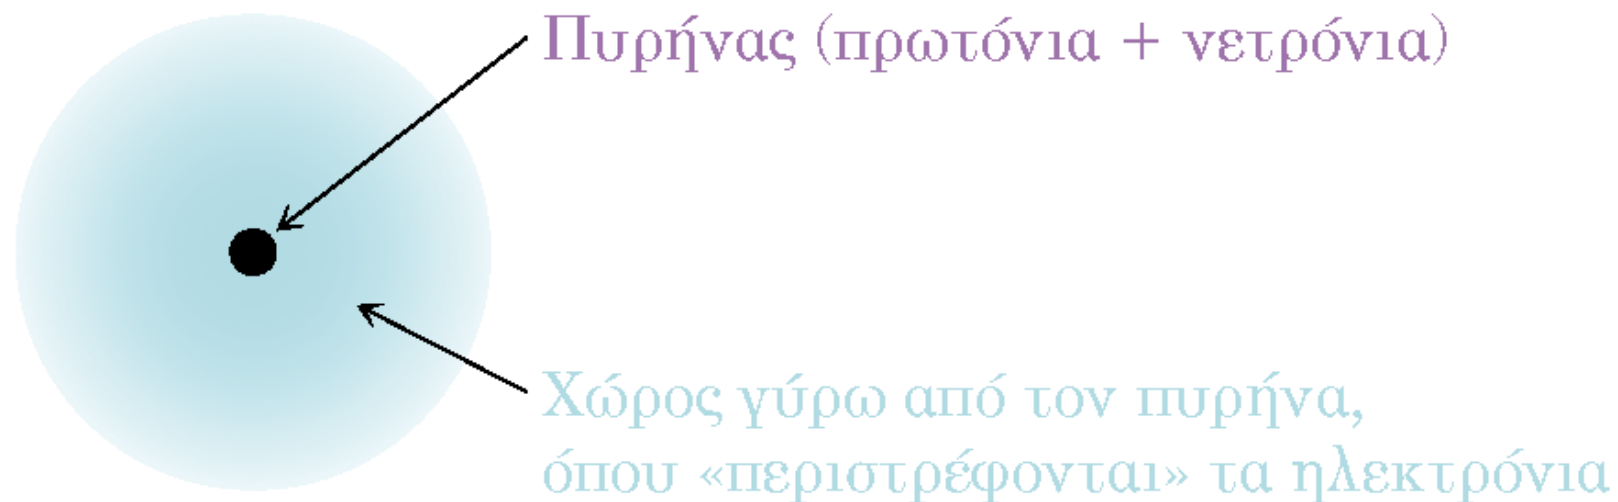 Πυρήνας (πρωτόνια + νετρόνια)
Χώρος γύρω από τον πυρήνα,
όπου «περιστρέφονται» τα ηλεκτρόνια